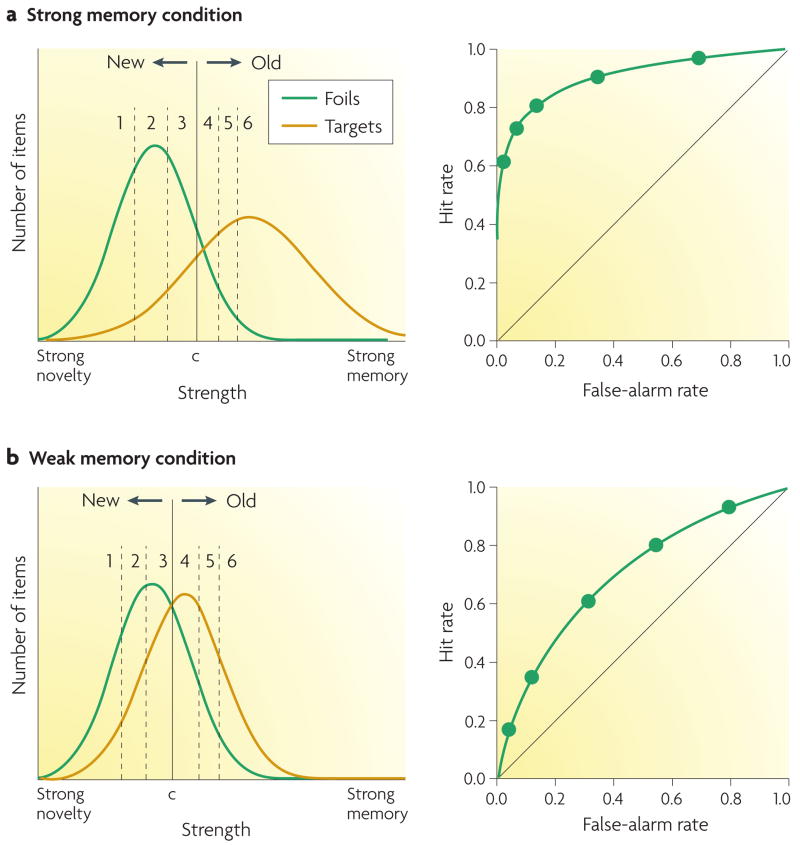 a Strong memory condition
New Old
Foils
Targets
1 2 3 4 5 6
Number of items
Strong novelty
c
Strong memory
Strength
1.0
0.8
0.6
0.4
0.2
0.0
Hit rate
0.0 0.2 0.4 0.6 0.8 1.0
False-alarm rate
b Weak memory condition
New Old
1 2 3 4 5 6
Number of items
Strong novelty
c
Strong memory
Strength
1.0
0.8
0.6
0.4
0.2
0.0
Hit rate
0.0 0.2 0.4 0.6 0.8 1.0
False-alarm rate